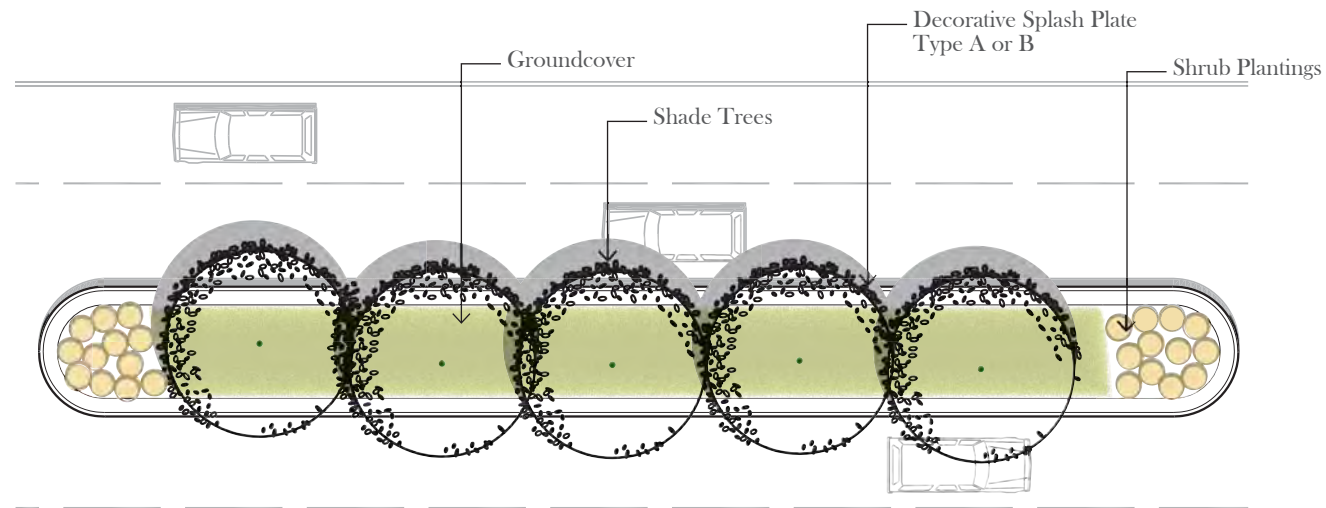 Decorative Splash Plate
Type A or B
Groundcover
Shrub Plantings
Shade Trees